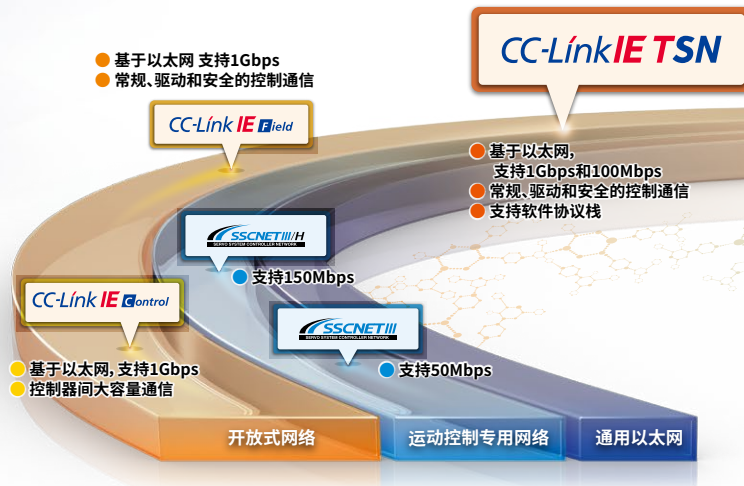 基于以太网 支持1Gbps
常规、驱动和安全的控制通信
CC-Link IE TSN
CC-Link IE Field
基于以太网，
支持1Gbps和100Mbps
常规、驱动和安全的控制通信
支持软件协议栈
SSCNETIII/H
SERVO SYSTEM CONTROLLER NETWORK
支持150Mbps
CC-Link IE Control
SSCNETIII
SERVO SYSTEM CONTROLLER NETWORK
基于以太网，支持1Gbps
控制器间大容量通信
支持50Mbps
开放式网络
运动控制专用网络
通用以太网